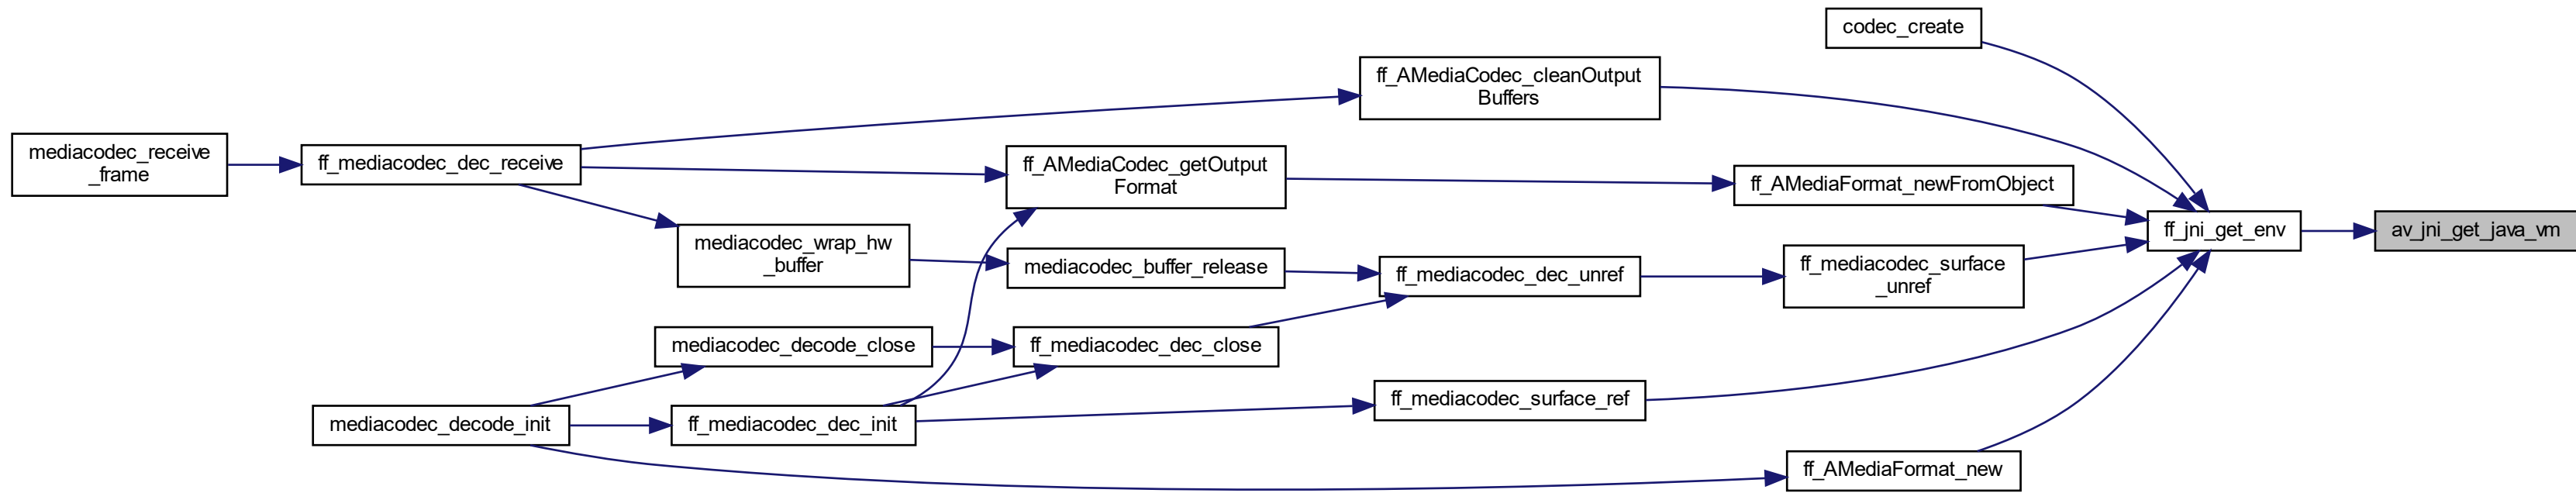 codec_create
ff_AMediaCodec_cleanOutput
Buffers
mediacodec_receive
_frame
ff_mediacodec_dec_receive
ff_AMediaCodec_getOutput
Format
ff_AMediaFormat_newFromObject
ff_jni_get_env
av_jni_get_java_vm
mediacodec_wrap_hw
_buffer
mediacodec_buffer_release
ff_mediacodec_dec_unref
ff_mediacodec_surface
_unref
mediacodec_decode_close
ff_mediacodec_dec_close
ff_mediacodec_surface_ref
mediacodec_decode_init
ff_mediacodec_dec_init
ff_AMediaFormat_new